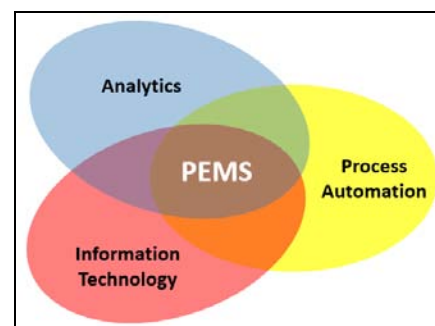 Analytics
PEMS
Process
Automation
Information
Technology